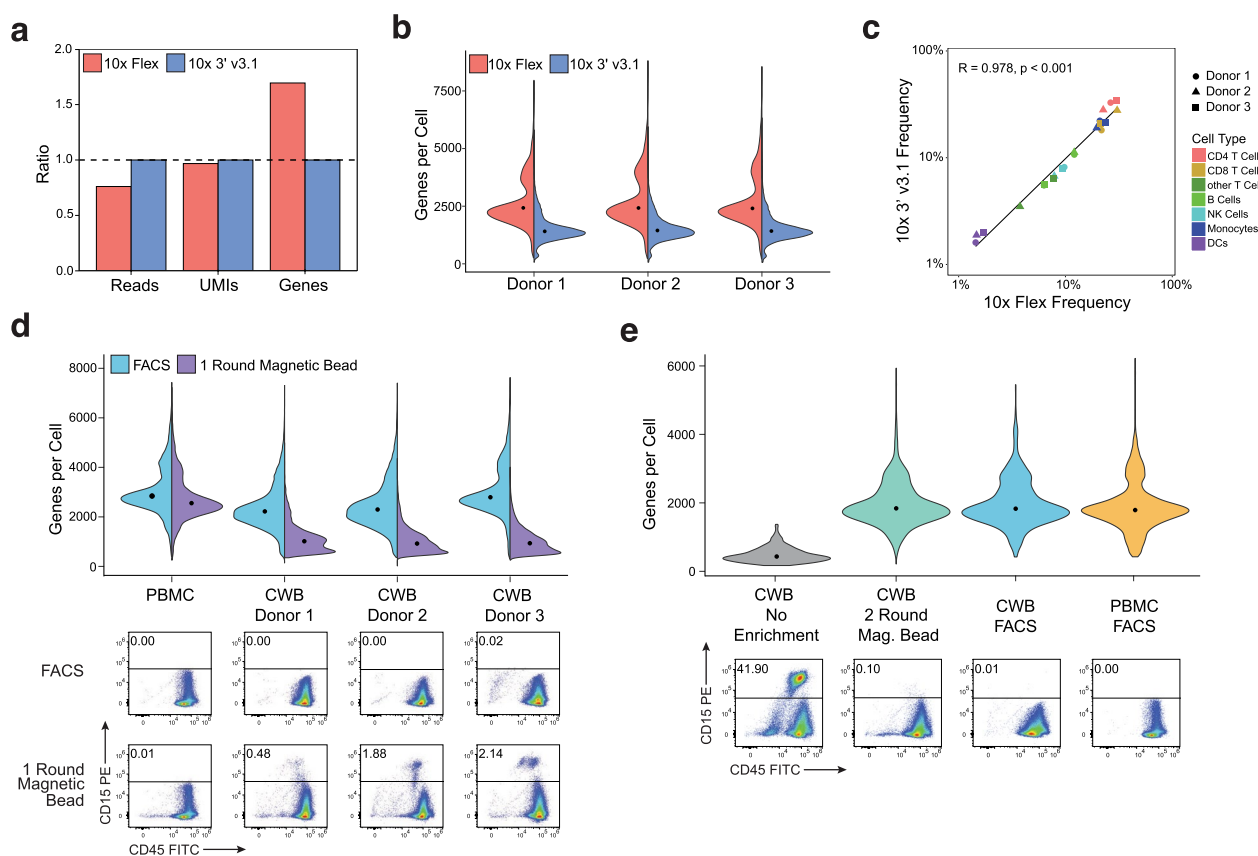 a
2.0
1.5
1.0
0.5
0.0
Ratio
10x Flex
10x 3' v3.1
Reads
UMIs
Genes
b
10x Flex
10x 3' v3.1
7500
5000
2500
0
Genes per Cell
Donor 1
Donor 2
Donor 3
c
100%
10%
1%
10x 3' v3.1 Frequency
R = 0.978, p < 0.001
1%
10%
100%
10x Flex Frequency
Donor 1
Donor 2
Donor 3
Cell Type
CD4 T Cell
CD8 T Cell
other T Cel
B Cells
NK Cells
Monocytes
DCs
d
FACS
1 Round Magnetic Bead
8000
6000
4000
2000
0
Genes per Cell
PBMC
CWB
Donor 1
CWB
Donor 2
CWB
Donor 3
FACS
0.00
0.00
0.00
0.02
1 Round
Magnetic
Bead
0.01
0.48
1.88
2.14
CD15 PE
CD45 FITC
e
6000
4000
2000
0
Genes per Cell
CWB
No
Enrichment
CWB
2 Round
Mag. Bead
CWB
FACS
PBMC
FACS
41.90
0.10
0.01
0.00
CD15 PE
CD45 FITC